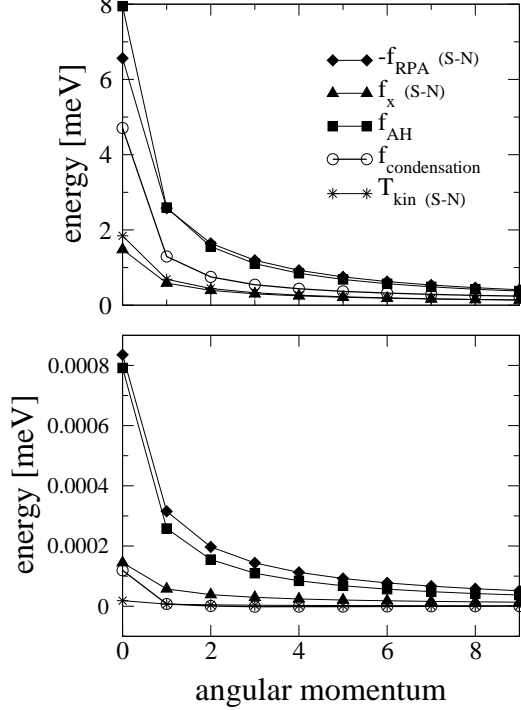 8
6
4
2
0
energy [meV]
-f_RPA (S-N)
f_x (S-N)
f_AH
f_condensation
T_kin (S-N)
0.0008
0.0006
0.0004
0.0002
0
energy [meV]
0 2 4 6 8
angular momentum